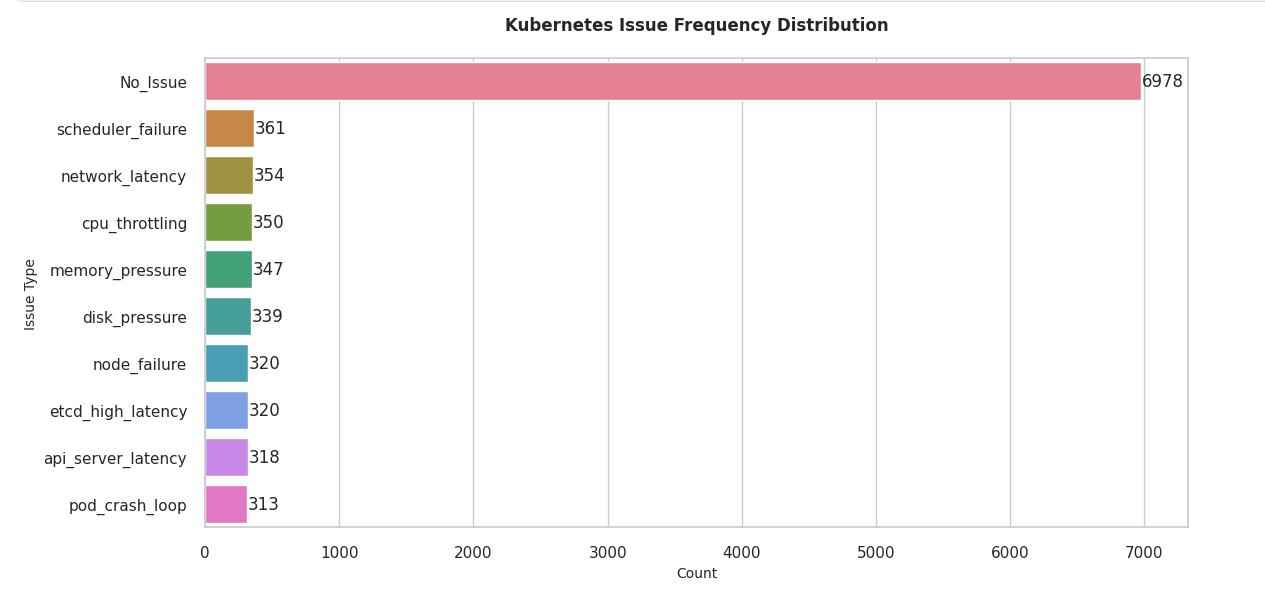 Kubernetes Issue Frequency Distribution
Issue Type
No_Issue 6978
scheduler_failure 361
network_latency 354
cpu_throttling 350
memory_pressure 347
disk_pressure 339
node_failure 320
etcd_high_latency 320
api_server_latency 318
pod_crash_loop 313
0 1000 2000 3000 4000 5000 6000 7000
Count